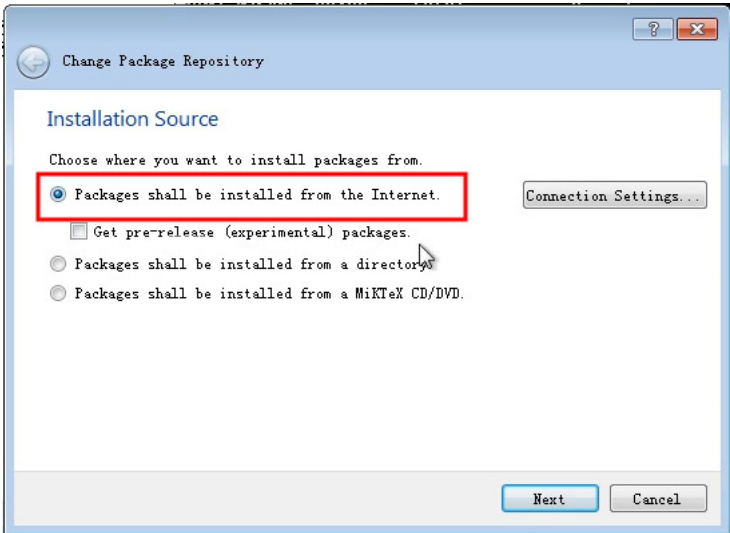 Change Package Repository
Installation Source
Choose where you want to install packages from.
Packages shall be installed from the Internet.
Connection Settings...
Get pre-release (experimental) packages.
Packages shall be installed from a directory
Packages shall be installed from a MiKTeX CD/DVD.
Next
Cancel